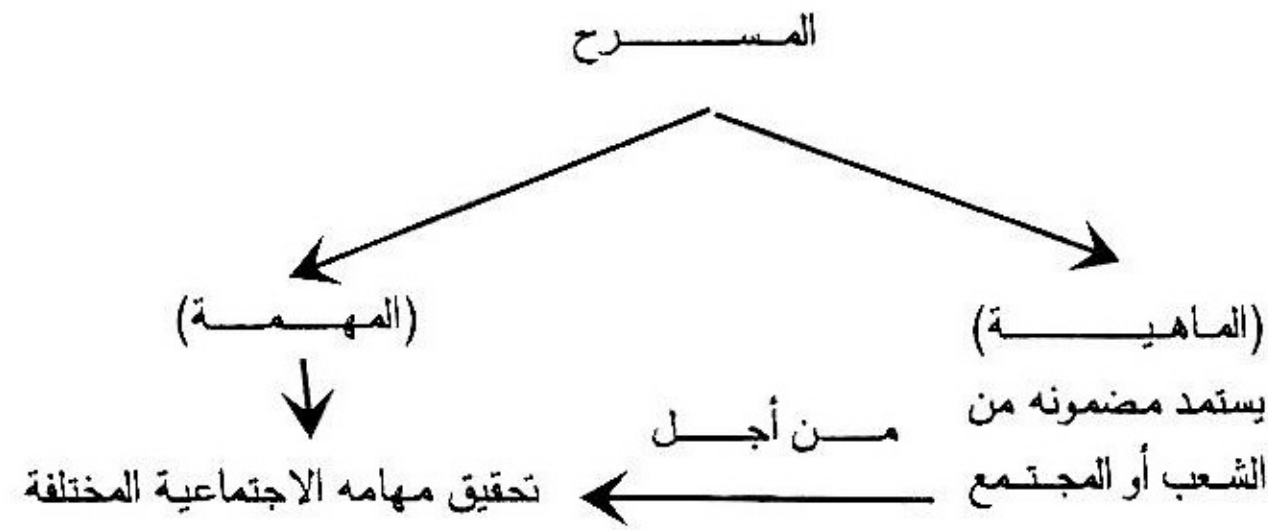 المسرح
(الماهية)
(المهمة)
يستمد مضمونه من
الشعب أو المجتمع
من أجل
تحقيق مهامه الاجتماعية المختلفة